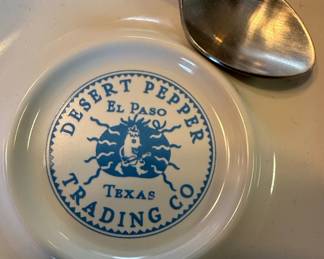 DESERT PEPPER
EL PASO
TEXAS
TRADING CO